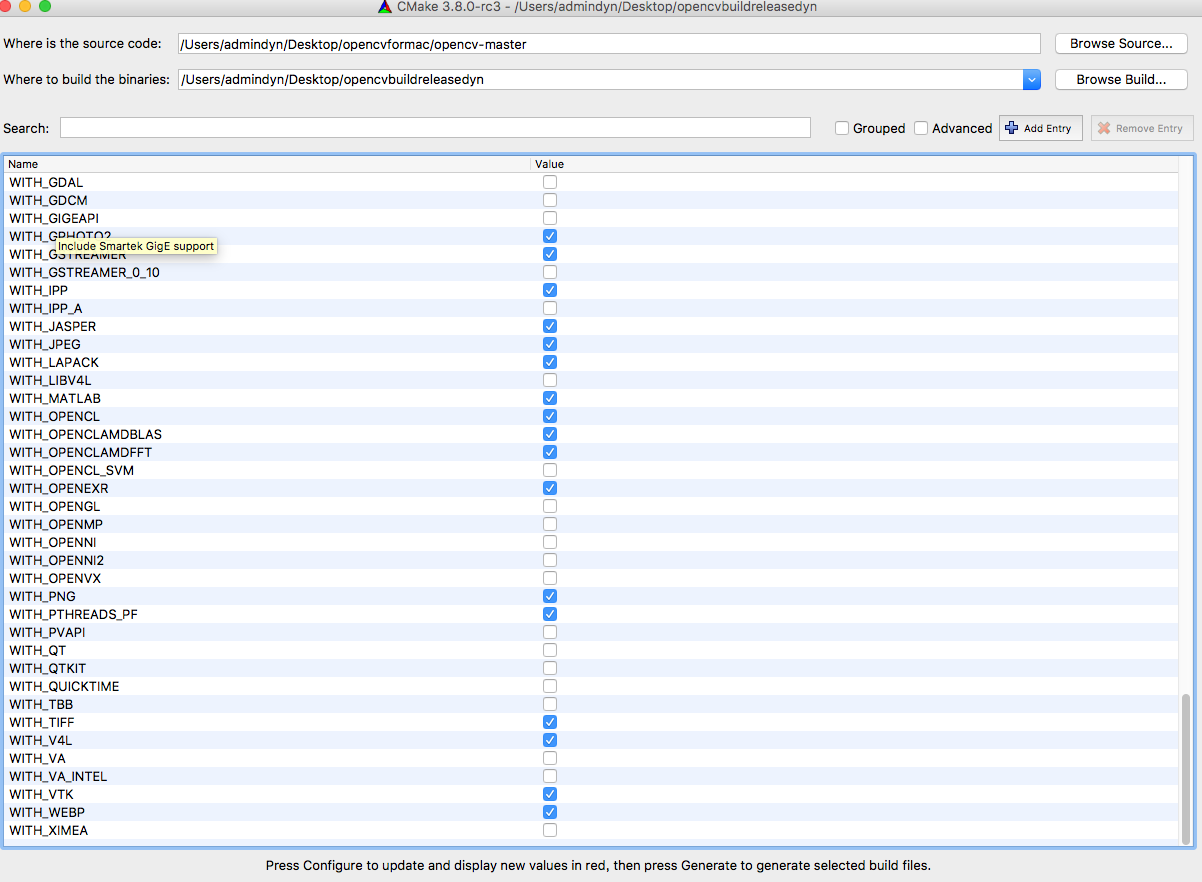 CMake 3.8.0-rc3 - /Users/admindyn/Desktop/opencvbuildreleasedyn
Where is the source code: /Users/admindyn/Desktop/opencvformac/opencv-master Browse Source...
Where to build the binaries: /Users/admindyn/Desktop/opencvbuildreleasedyn Browse Build...
Search: Grouped Advanced Add Entry Remove Entry
Name Value
WITH_GDAL
WITH_GDCM
WITH_GIGEAPI
WITH_GPHOTO2
Include Smartek GigE support
WITH_GSTREAMER
WITH_GSTREAMER_0_10
WITH_IPP
WITH_IPP_A
WITH_JASPER
WITH_JPEG
WITH_LAPACK
WITH_LIBV4L
WITH_MATLAB
WITH_OPENCL
WITH_OPENCLAMDBLAS
WITH_OPENCLAMDFFT
WITH_OPENCL_SVM
WITH_OPENEXR
WITH_OPENGL
WITH_OPENMP
WITH_OPENNI
WITH_OPENNI2
WITH_OPENVX
WITH_PNG
WITH_PTHREADS_PF
WITH_PVAPI
WITH_QT
WITH_QTKIT
WITH_QUICKTIME
WITH_TBB
WITH_TIFF
WITH_V4L
WITH_VA
WITH_VA_INTEL
WITH_VTK
WITH_WEBP
WITH_XIMEA
Press Configure to update and display new values in red, then press Generate to generate selected build files.